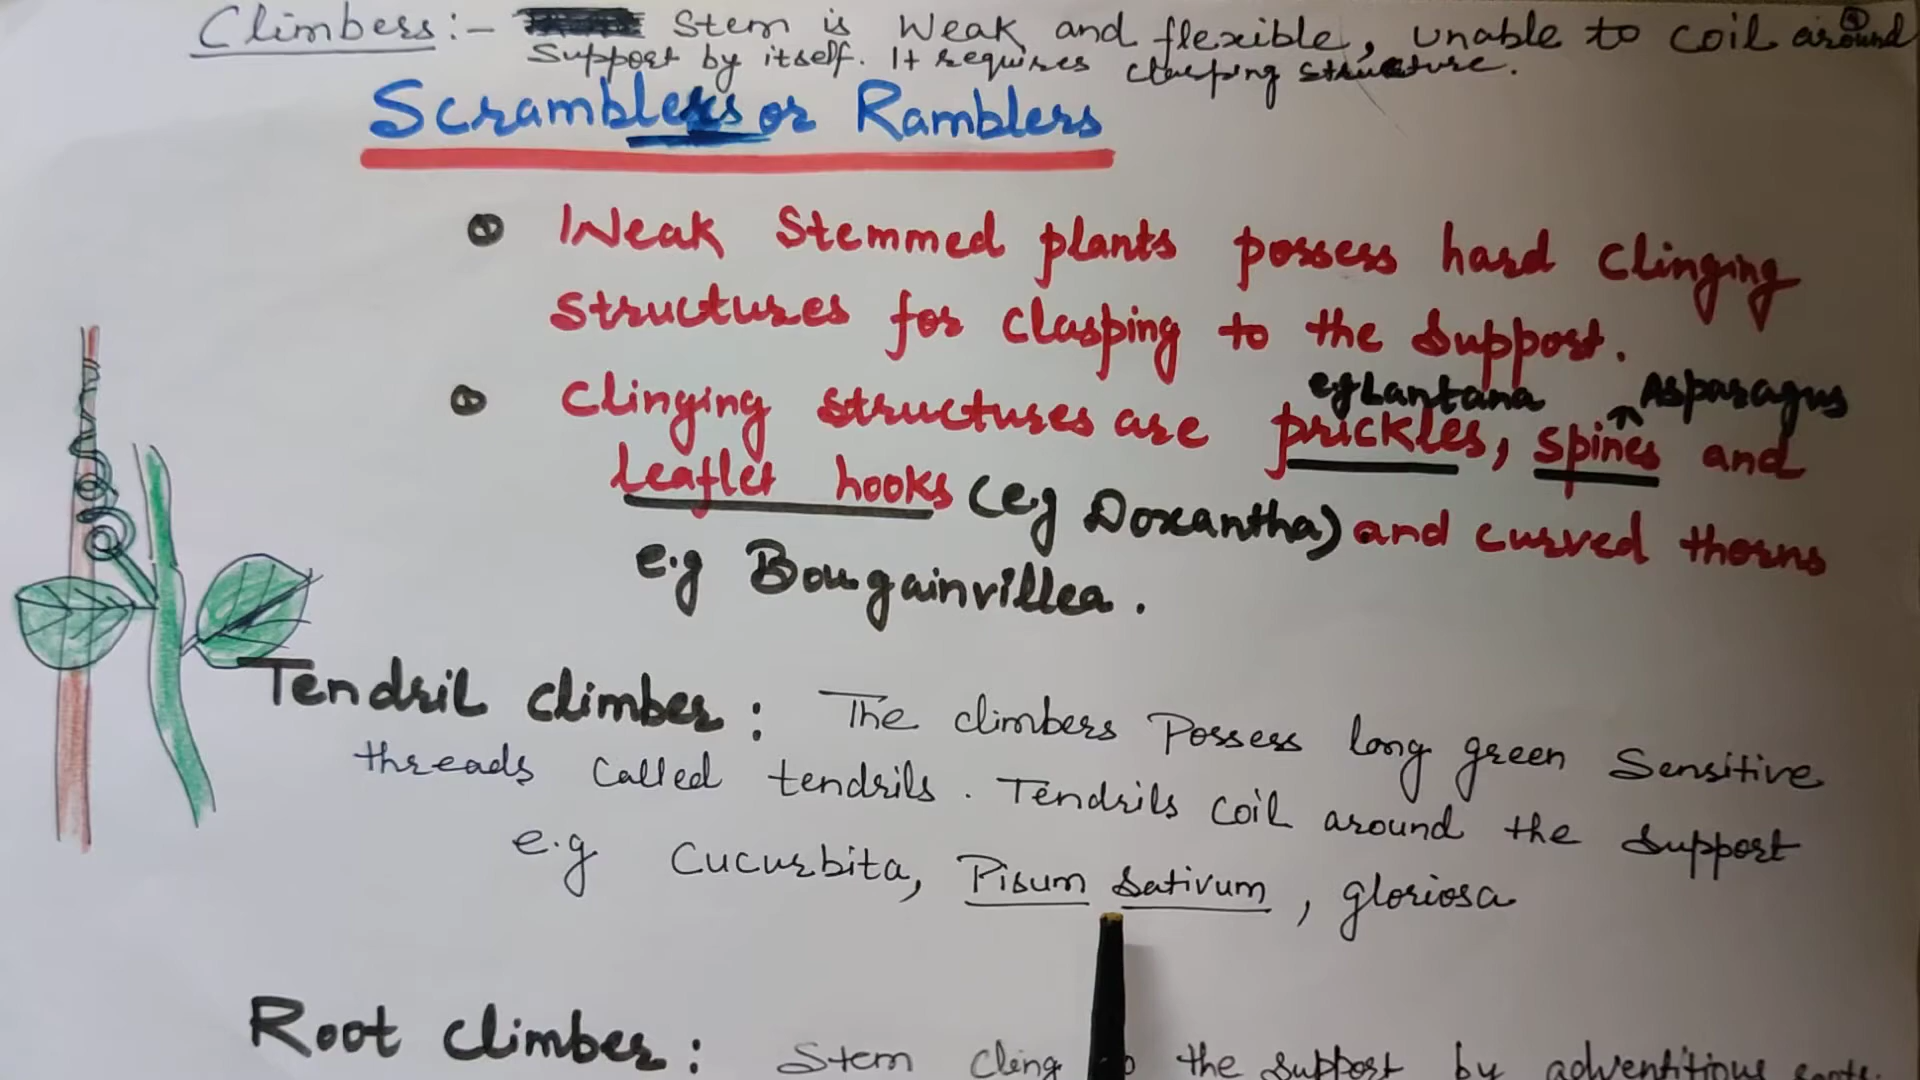 Climbers:- Stem is Weak and flexible, unable to coil around
Support by itself. It requires clasping structure.
Scramblers or Ramblers
Weak Stemmed plants possess hard Clinging
Structures for Clasping to the Support.
eg Lantana Asparagus
Clinging structures are prickles, spines and
leaflet hooks (eg Doxantha) and curved thorns
e.g Bougainvillea.
Tendril climber: The climbers Possess long green Sensitive
threads Called tendrils. Tendrils Coil around the Support
e.g Cucurbita, Pisum Sativum, gloriosa
Root climber: Stem cling the Support by adventitious roots.